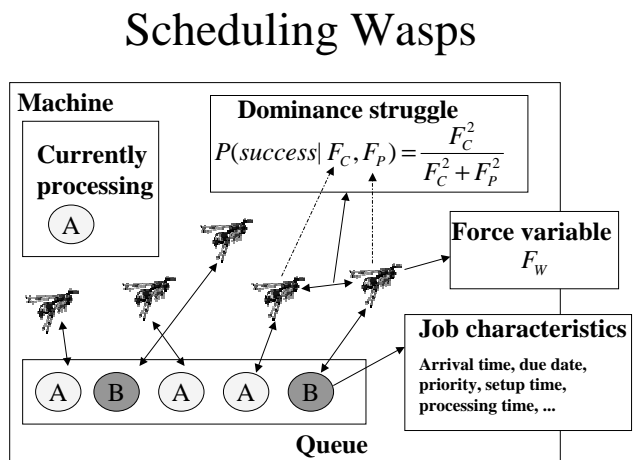 Scheduling Wasps
Machine
Currently
processing
A
Dominance struggle
P(success| F_C, F_P) = F_C^2 / (F_C^2 + F_P^2)
Force variable
F_W
Job characteristics
Arrival time, due date,
priority, setup time,
processing time, ...
A B A A B
Queue